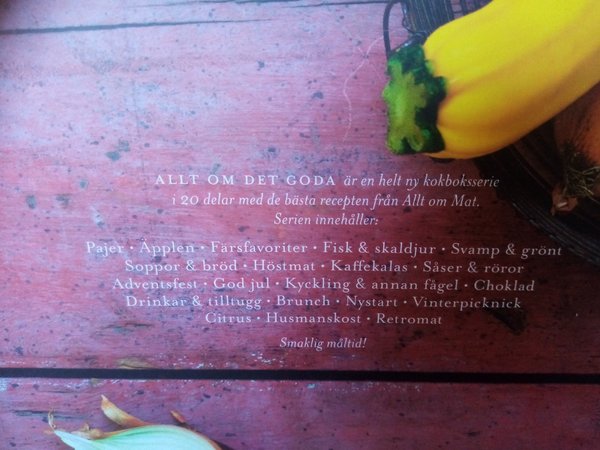 ALLT OM DET GODA är en helt ny kokboksserie
i 20 delar med de bästa recepten från Allt om Mat.
Serien innehåller:
Pajer • Äpplen • Färsfavoriter • Fisk & skaldjur • Svamp & grönt
Soppor & bröd • Höstmat • Kaffekalas • Såser & röror
Adventsfest • God jul • Kyckling & annan fågel • Choklad
Drinkar & tilltugg • Brunch • Nystart • Vinterpicknick
Citrus • Husmanskost • Retromat
Smaklig måltid!